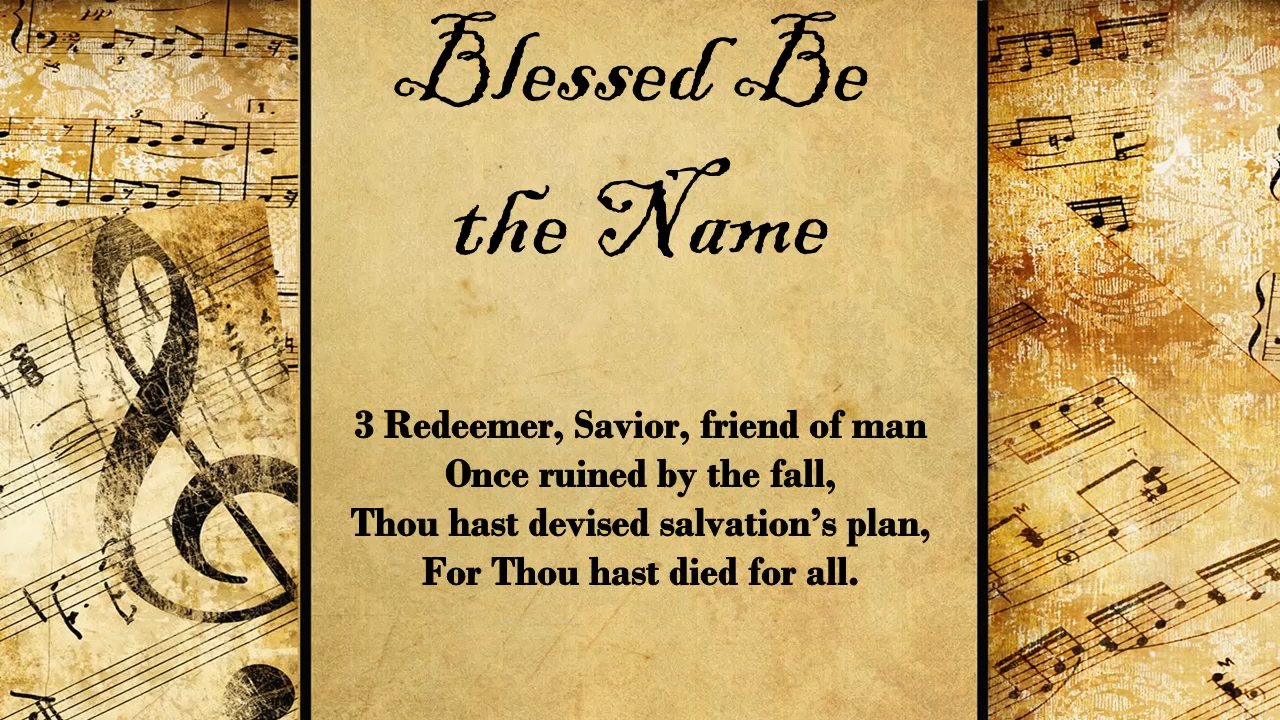 Blessed Be
the Name
3 Redeemer, Savior, friend of man
Once ruined by the fall,
Thou hast devised salvation’s plan,
For Thou hast died for all.